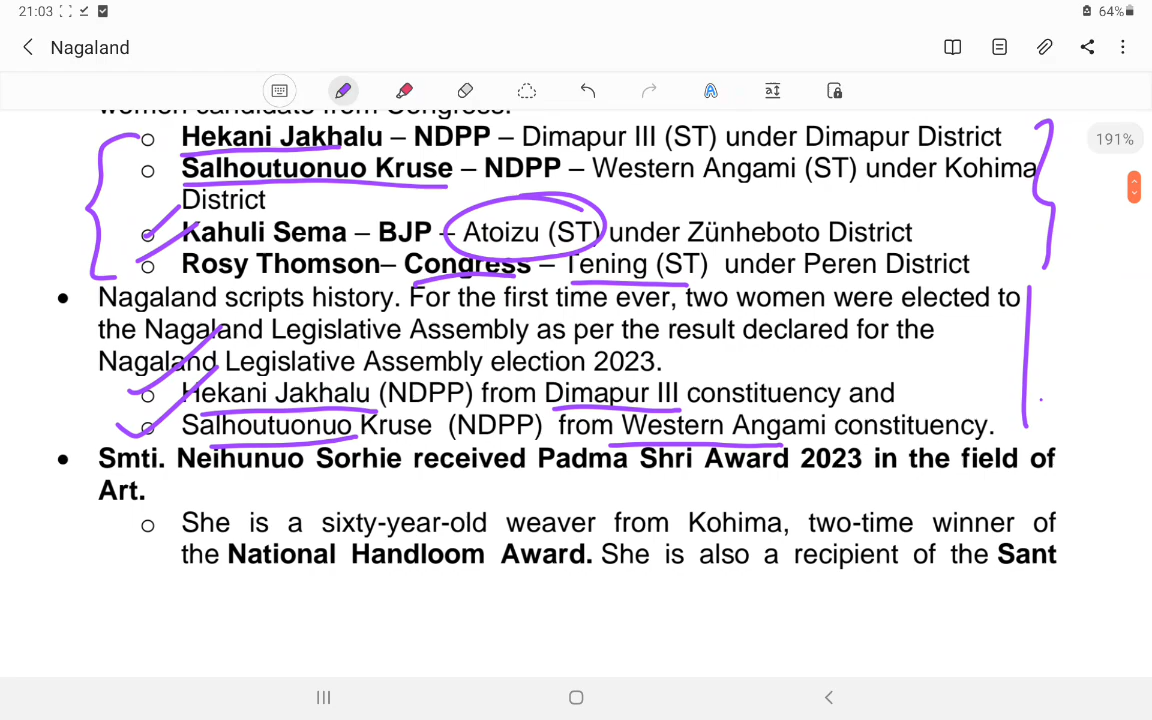 21:03
64%
Nagaland
191%
women candidate from Congress.
o Hekani Jakhalu – NDPP – Dimapur III (ST) under Dimapur District
o Salhoutuonuo Kruse – NDPP – Western Angami (ST) under Kohima
District
o Kahuli Sema – BJP – Atoizu (ST) under Zünheboto District
o Rosy Thomson– Congress – Tening (ST) under Peren District
• Nagaland scripts history. For the first time ever, two women were elected to
the Nagaland Legislative Assembly as per the result declared for the
Nagaland Legislative Assembly election 2023.
o Hekani Jakhalu (NDPP) from Dimapur III constituency and
o Salhoutuonuo Kruse (NDPP) from Western Angami constituency.
• Smti. Neihunuo Sorhie received Padma Shri Award 2023 in the field of
Art.
o She is a sixty-year-old weaver from Kohima, two-time winner of
the National Handloom Award. She is also a recipient of the Sant